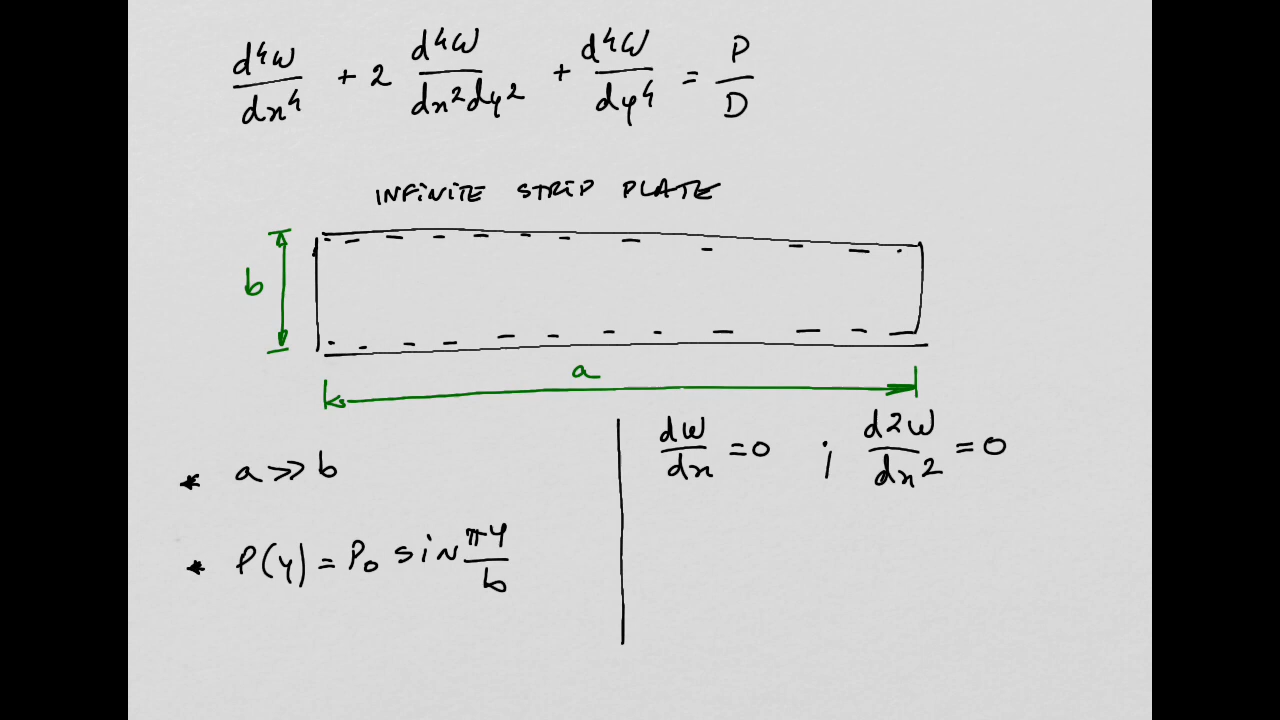 d⁴w/dx⁴ + 2 d⁴w/dx²dy² + d⁴w/dy⁴ = P/D
INFINITE STRIP PLATE
b
a
* a >> b
dw/dx = 0 ; d2w/dx² = 0
* P(y) = P₀ sin πy/b